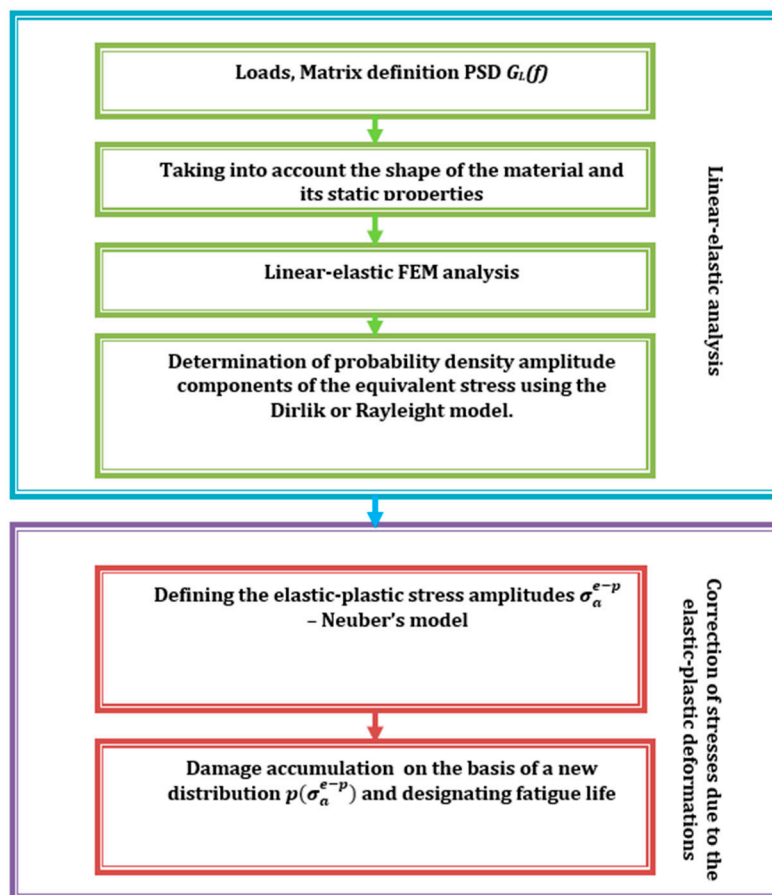 Loads, Matrix definition PSD G_L(f)
Taking into account the shape of the material and
its static properties
Linear-elastic FEM analysis
Determination of probability density amplitude
components of the equivalent stress using the
Dirlik or Rayleight model.
Linear-elastic analysis
Defining the elastic-plastic stress amplitudes σ_a^{e−p}
– Neuber's model
Damage accumulation on the basis of a new
distribution p(σ_a^{e−p}) and designating fatigue life
Correction of stresses due to the
elastic-plastic deformations